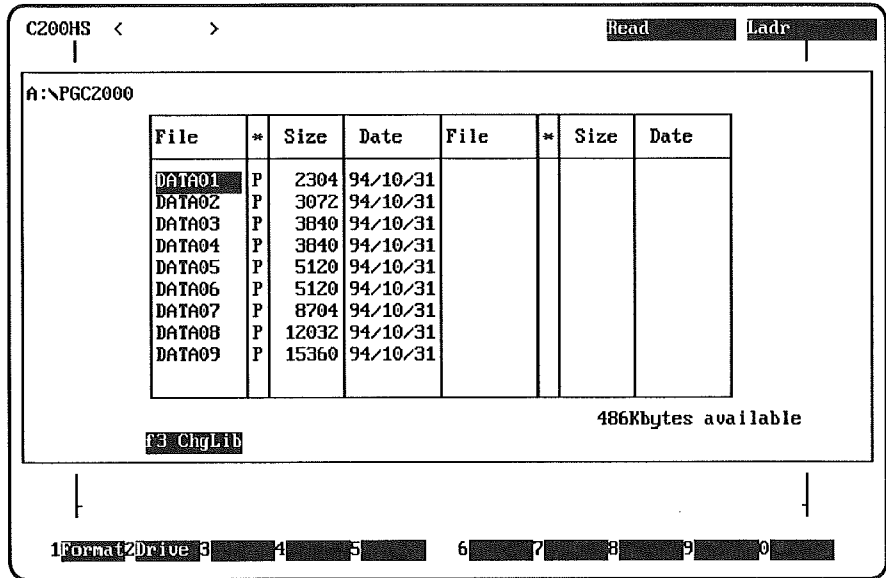 C200HS < > Read Ladr
A:\PGC2000
File * Size Date File * Size Date
DATA01 P 2304 94/10/31
DATA02 P 3072 94/10/31
DATA03 P 3840 94/10/31
DATA04 P 3840 94/10/31
DATA05 P 5120 94/10/31
DATA06 P 5120 94/10/31
DATA07 P 8704 94/10/31
DATA08 P 12032 94/10/31
DATA09 P 15360 94/10/31
486Kbytes available
f3 ChgLib
1Format2Drive 3 4 5 6 7 8 9 0